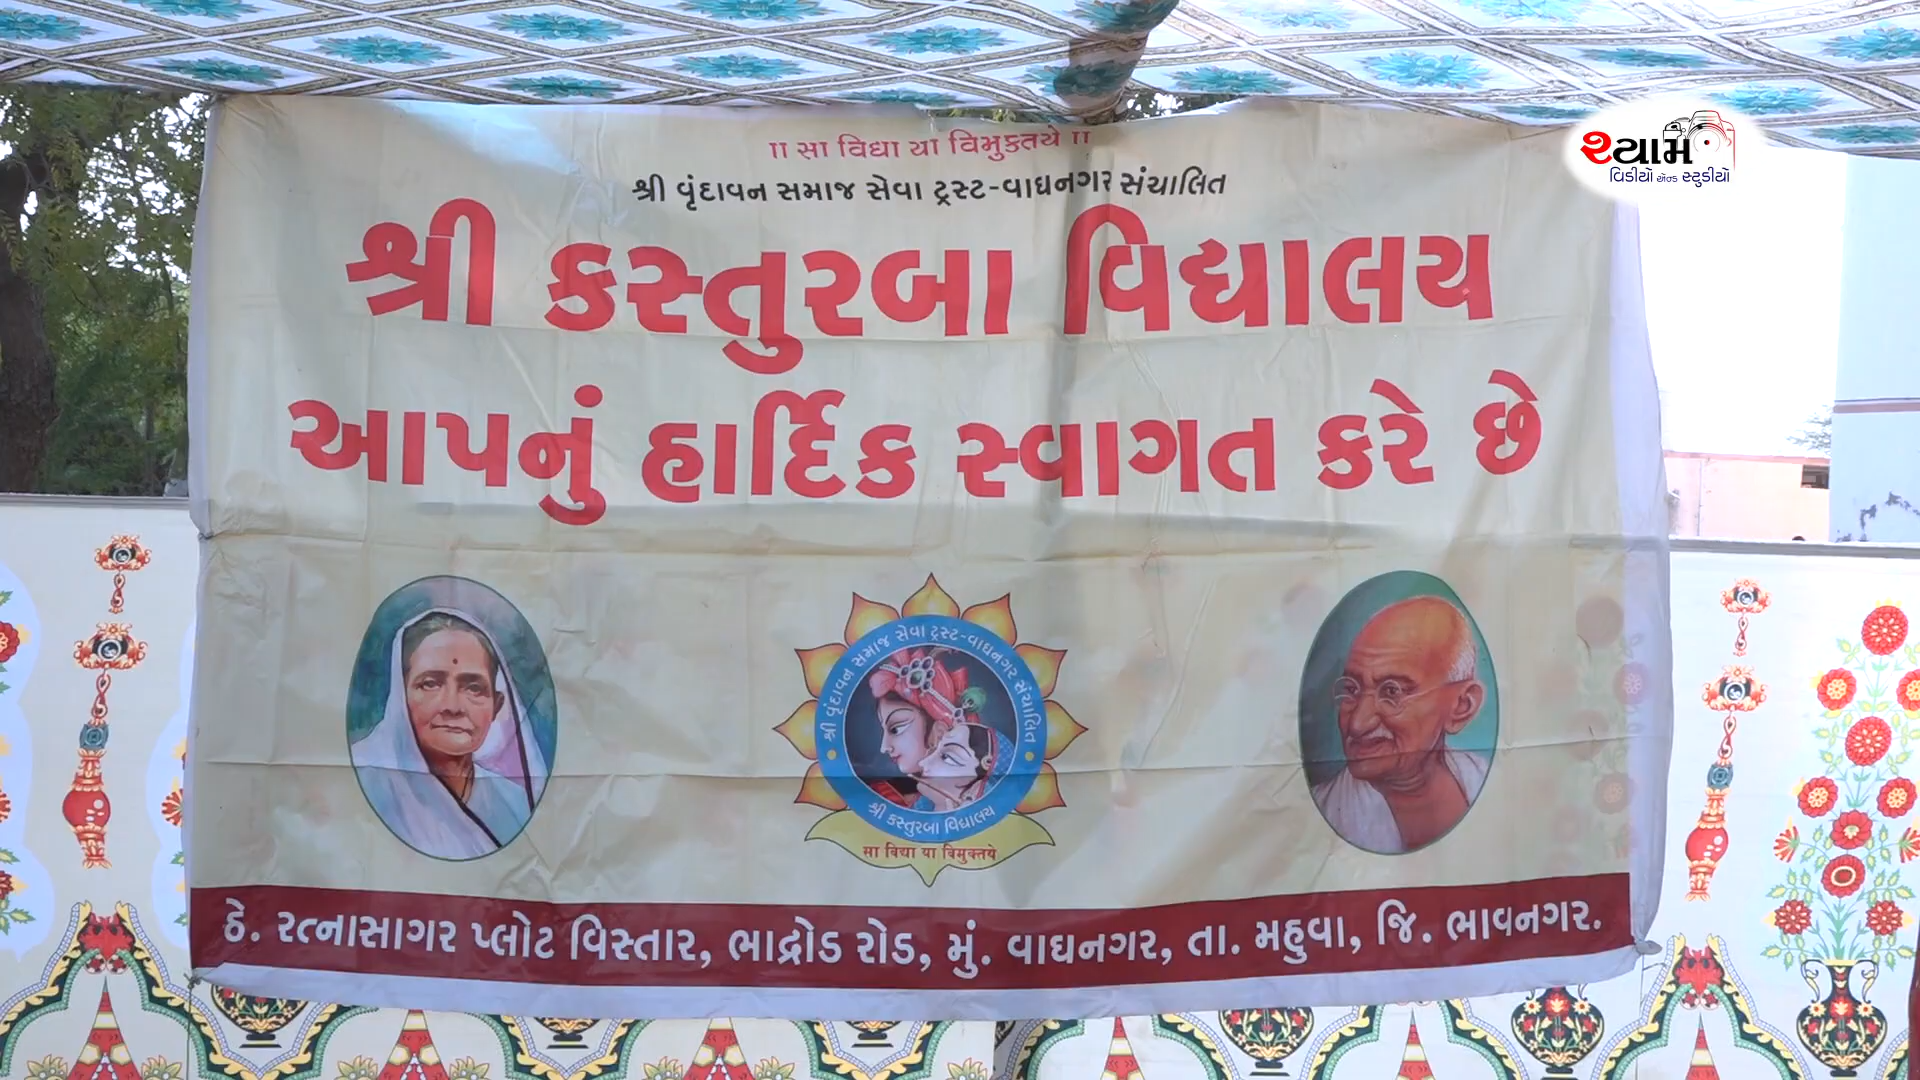 ॥ સા વિદ્યા યા વિમુક્તયે ॥
શ્રી વૃંદાવન સમાજ સેવા ટ્રસ્ટ-વાઘનગર સંચાલિત
શ્રી કસ્તુરબા વિદ્યાલય
આપનું હાર્દિક સ્વાગત કરે છે
શ્રી વૃંદાવન સમાજ સેવા ટ્રસ્ટ-વાઘનગર સંચાલિત
શ્રી કસ્તુરબા વિદ્યાલય
સા વિદ્યા યા વિમુક્તયે
ઠે. રત્નાસાગર પ્લોટ વિસ્તાર, ભાદ્રોડ રોડ, મું. વાઘનગર, તા. મહુવા, જિ. ભાવનગર.
શ્યામ
વિડીયો એન્ડ સ્ટુડીયો